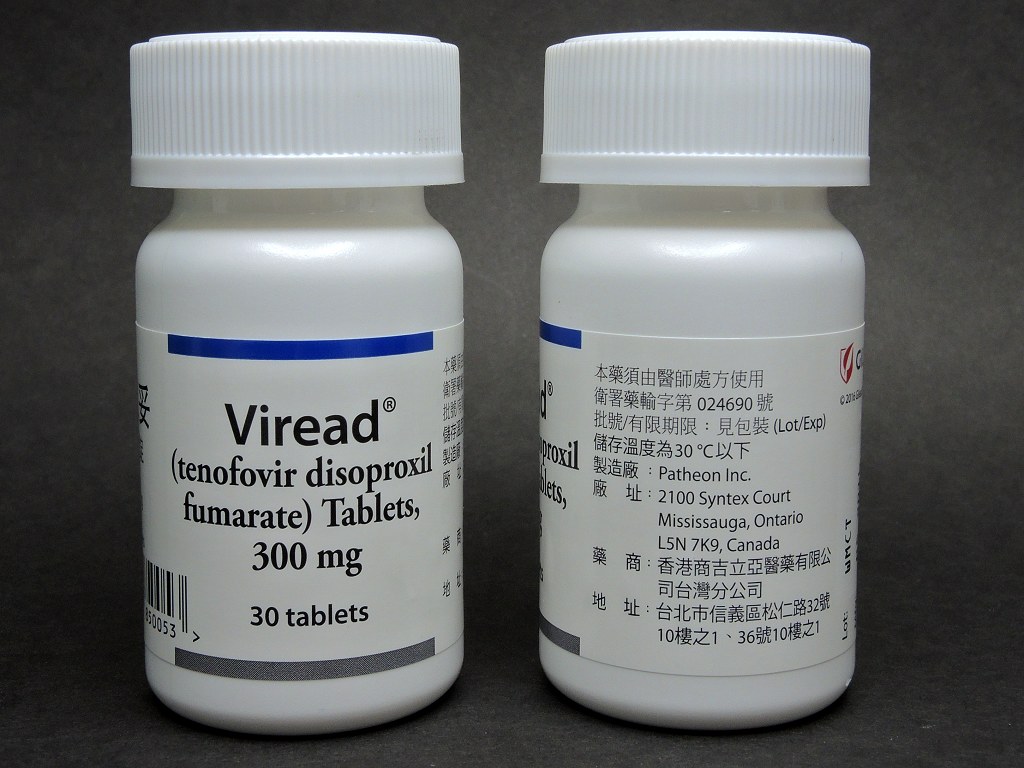 Viread®
(tenofovir disoproxil
fumarate) Tablets,
300 mg
30 tablets
50053 >
本藥須由醫師處方使用
衛署藥輸字第 024690 號
批號/有限期限：見包裝 (Lot/Exp)
儲存溫度為30 °C以下
製造廠：Patheon Inc.
廠 址：2100 Syntex Court
Mississauga, Ontario
L5N 7K9, Canada
藥 商：香港商吉立亞醫藥有限公
司台灣分公司
地 址：台北市信義區松仁路32號
10樓之1、36號10樓之1
© 2016
Lot: